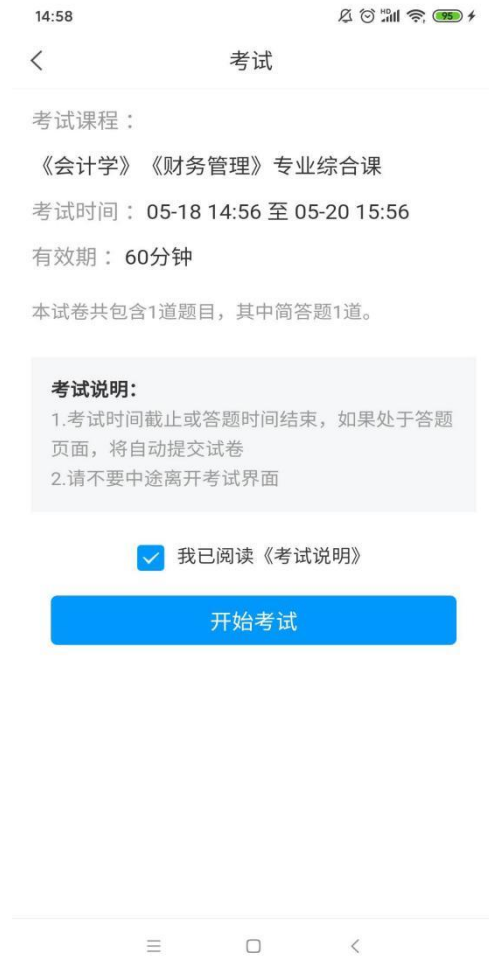 14:58
HD
95
考试
考试课程：
《会计学》《财务管理》专业综合课
考试时间：05-18 14:56 至 05-20 15:56
有效期：60分钟
本试卷共包含1道题目，其中简答题1道。
考试说明:
1.考试时间截止或答题时间结束，如果处于答题
页面，将自动提交试卷
2.请不要中途离开考试界面
我已阅读《考试说明》
开始考试